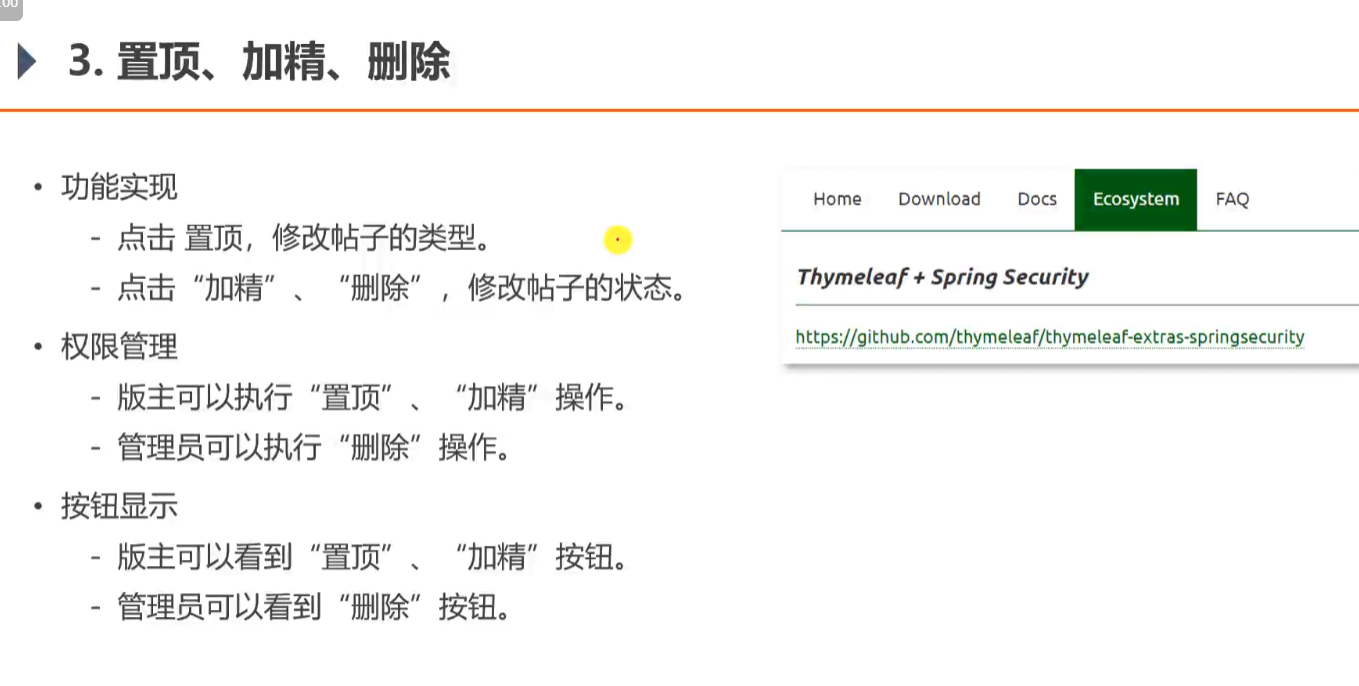 :00
3. 置顶、加精、删除
• 功能实现
- 点击 置顶，修改帖子的类型。
- 点击“加精”、“删除”，修改帖子的状态。
• 权限管理
- 版主可以执行“置顶”、“加精”操作。
- 管理员可以执行“删除”操作。
• 按钮显示
- 版主可以看到“置顶”、“加精”按钮。
- 管理员可以看到“删除”按钮。
Home Download Docs Ecosystem FAQ
Thymeleaf + Spring Security
https://github.com/thymeleaf/thymeleaf-extras-springsecurity